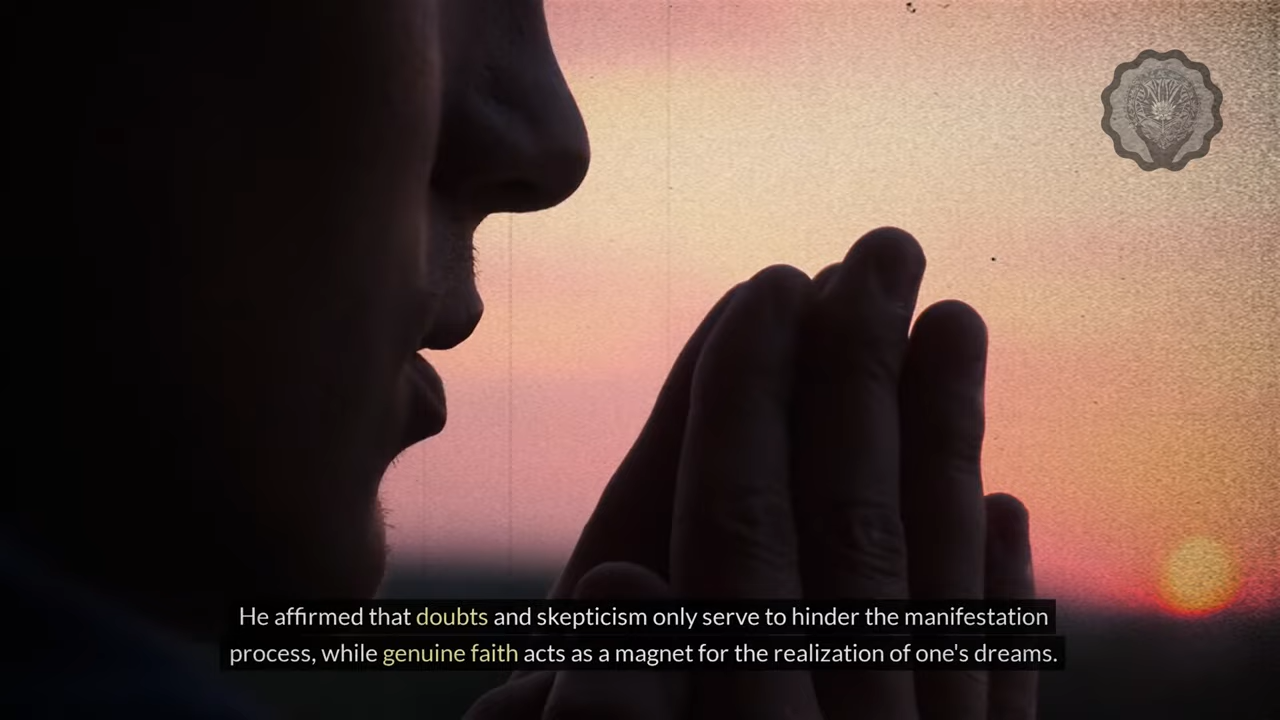 He affirmed that doubts and skepticism only serve to hinder the manifestation
process, while genuine faith acts as a magnet for the realization of one's dreams.